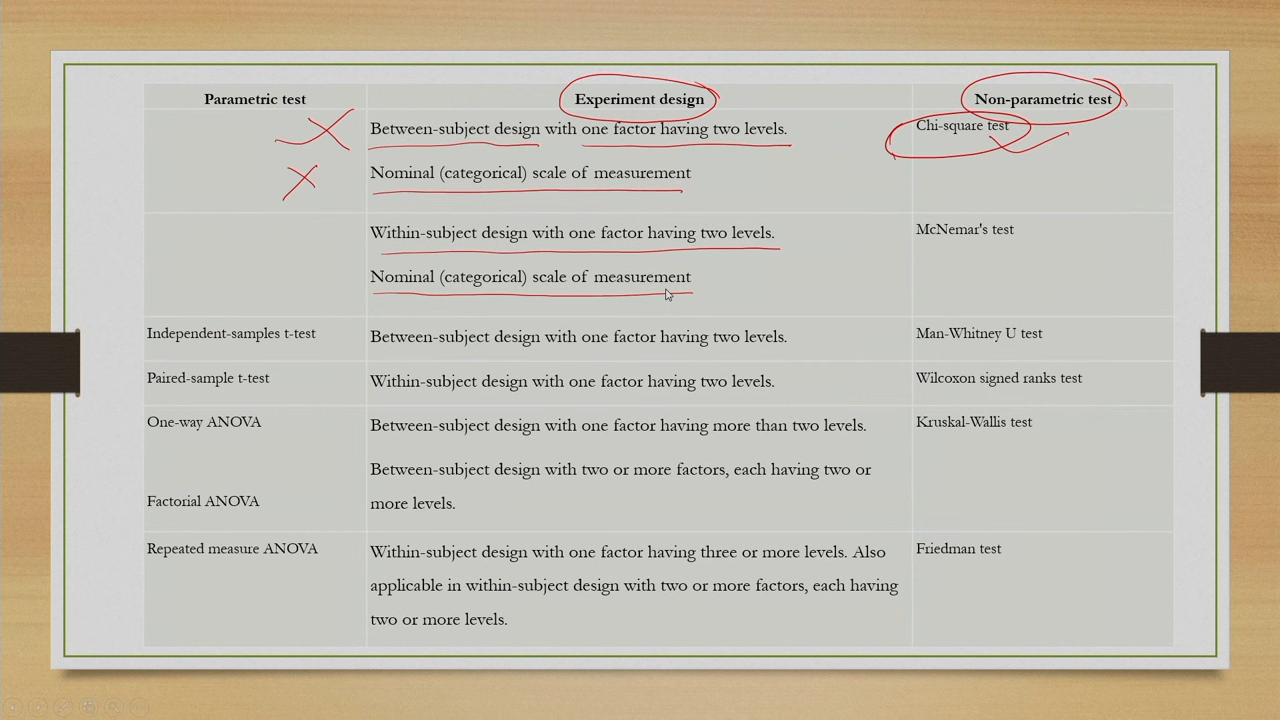 Parametric test
Experiment design
Non-parametric test
Between-subject design with one factor having two levels.
Chi-square test
Nominal (categorical) scale of measurement
Within-subject design with one factor having two levels.
McNemar's test
Nominal (categorical) scale of measurement
Independent-samples t-test
Between-subject design with one factor having two levels.
Man-Whitney U test
Paired-sample t-test
Within-subject design with one factor having two levels.
Wilcoxon signed ranks test
One-way ANOVA
Between-subject design with one factor having more than two levels.
Kruskal-Wallis test
Factorial ANOVA
Between-subject design with two or more factors, each having two or
more levels.
Repeated measure ANOVA
Within-subject design with one factor having three or more levels. Also
applicable in within-subject design with two or more factors, each having
two or more levels.
Friedman test